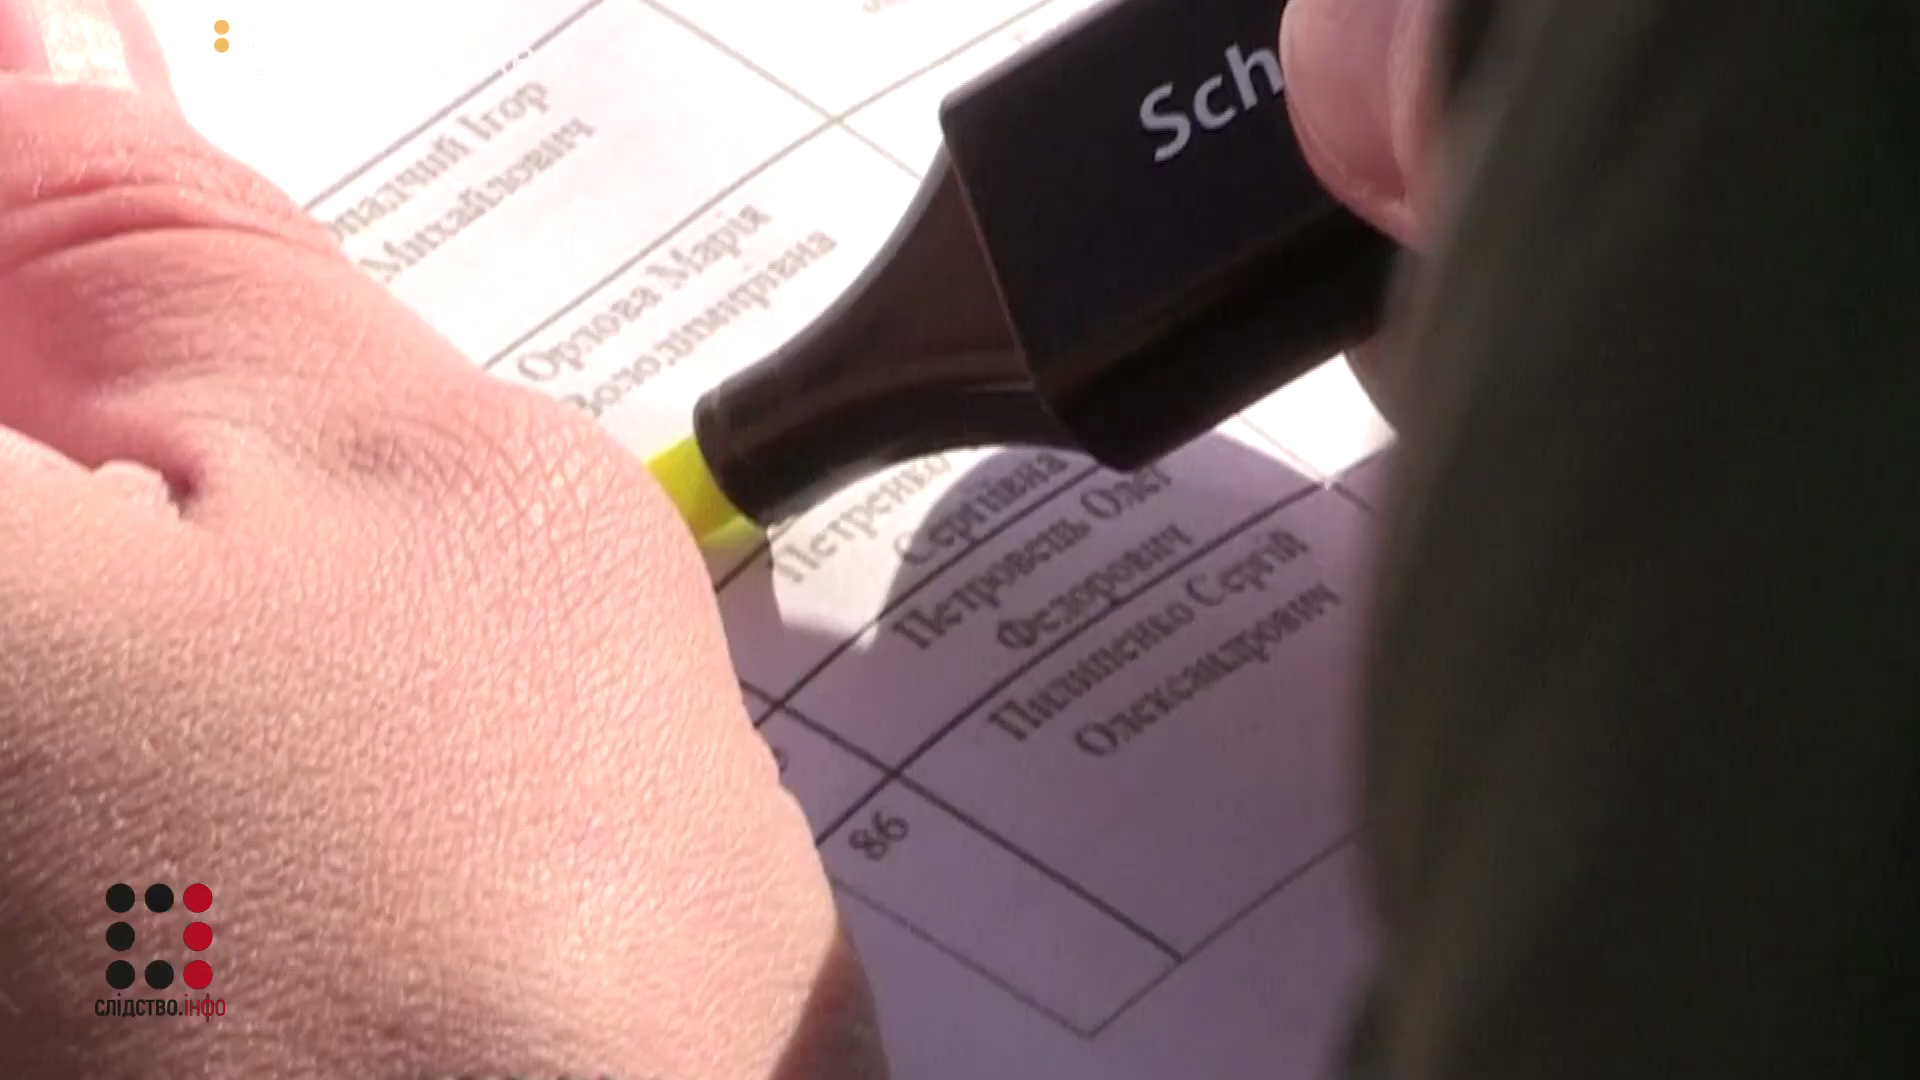 Sch
Ігор
Михайлович
Орлова Марія
Володимирівна
Петренко
Сергіївна
Петровець Олег
Федорович
Пилипенко Сергій
Олександрович
86
СЛІДСТВО.ІНФО